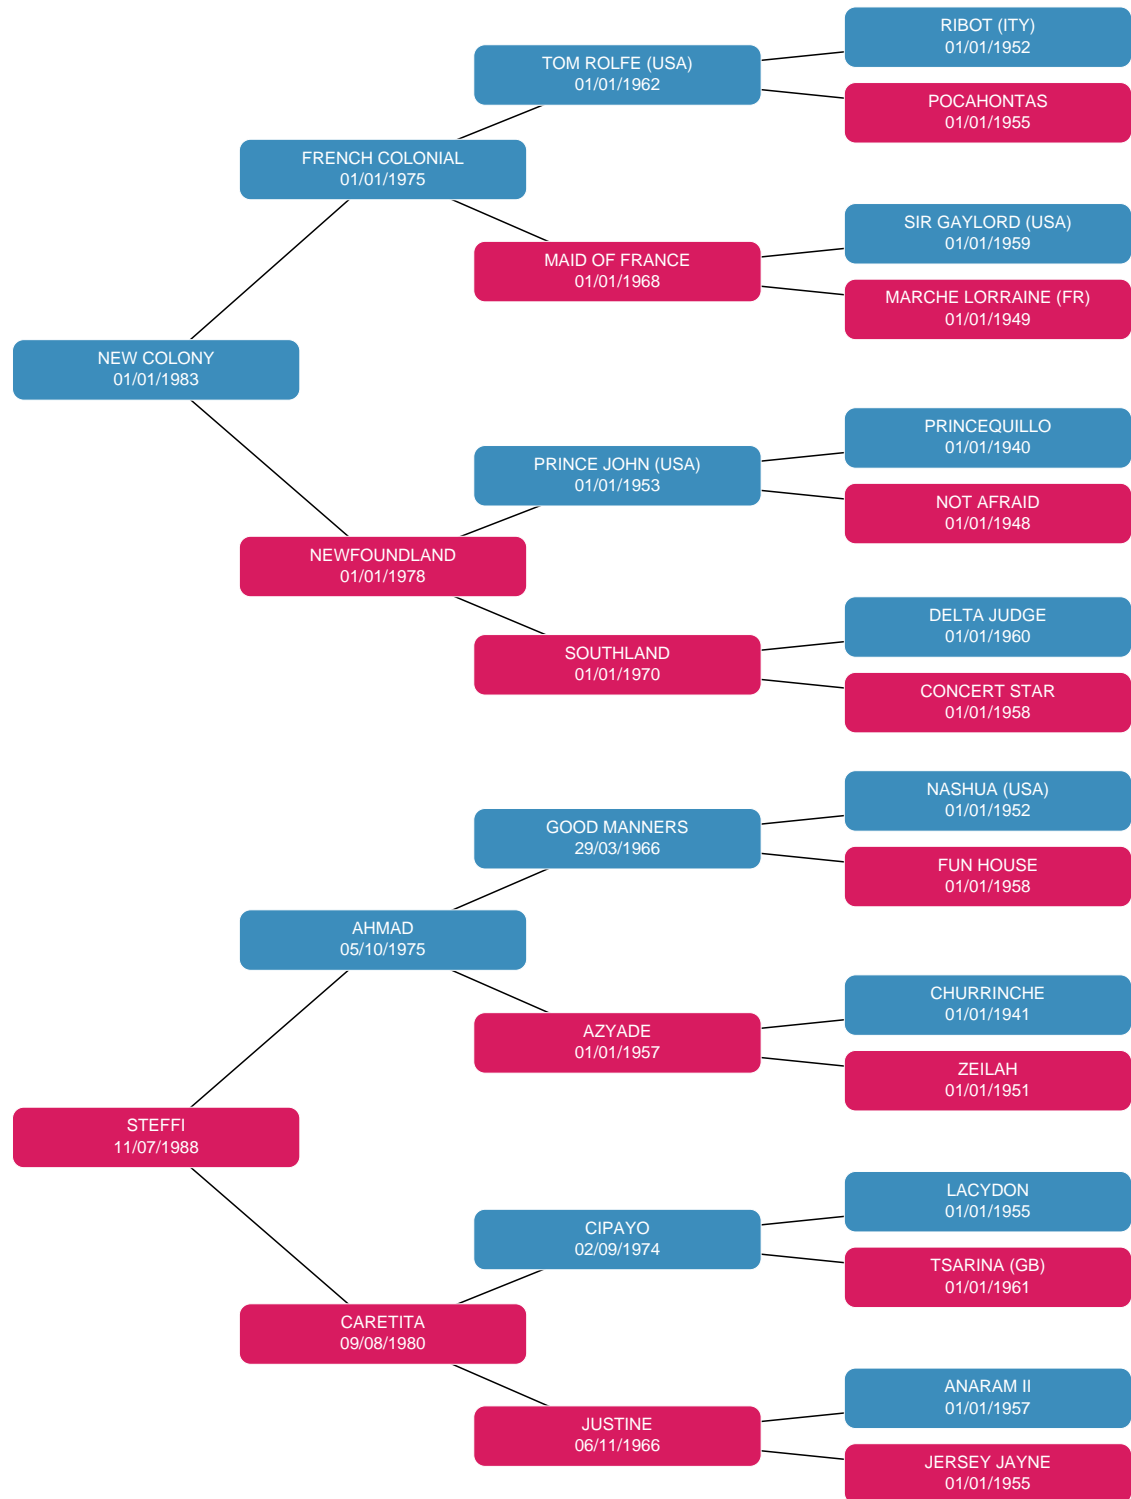 RIBOT (ITY)
01/01/1952
TOM ROLFE (USA)
01/01/1962
POCAHONTAS
01/01/1955
FRENCH COLONIAL
01/01/1975
SIR GAYLORD (USA)
01/01/1959
MAID OF FRANCE
01/01/1968
MARCHE LORRAINE (FR)
01/01/1949
NEW COLONY
01/01/1983
PRINCEQUILLO
01/01/1940
PRINCE JOHN (USA)
01/01/1953
NOT AFRAID
01/01/1948
NEWFOUNDLAND
01/01/1978
DELTA JUDGE
01/01/1960
SOUTHLAND
01/01/1970
CONCERT STAR
01/01/1958
NASHUA (USA)
01/01/1952
GOOD MANNERS
29/03/1966
FUN HOUSE
01/01/1958
AHMAD
05/10/1975
CHURRINCHE
01/01/1941
AZYADE
01/01/1957
ZEILAH
01/01/1951
STEFFI
11/07/1988
LACYDON
01/01/1955
CIPAYO
02/09/1974
TSARINA (GB)
01/01/1961
CARETITA
09/08/1980
ANARAM II
01/01/1957
JUSTINE
06/11/1966
JERSEY JAYNE
01/01/1955